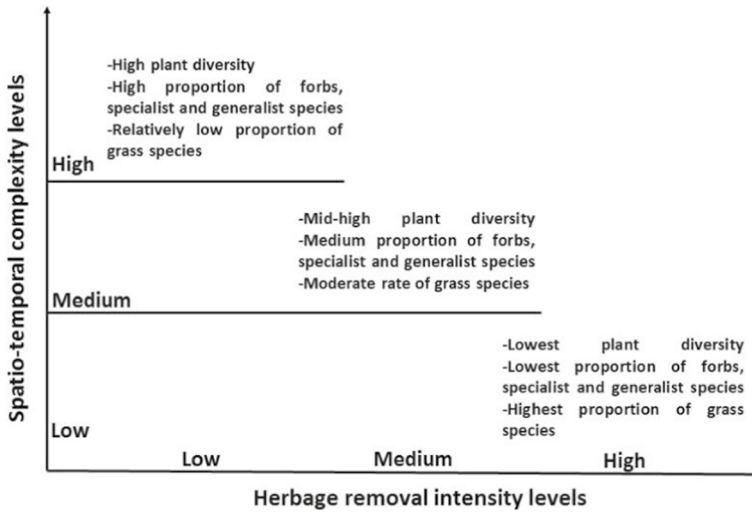 Spatio-temporal complexity levels
-High plant diversity
-High proportion of forbs,
specialist and generalist species
-Relatively low proportion of
grass species
High
-Mid-high plant diversity
-Medium proportion of forbs,
specialist and generalist species
-Moderate rate of grass species
Medium
-Lowest plant diversity
-Lowest proportion of forbs,
specialist and generalist species
-Highest proportion of grass
species
Low
Low Medium High
Herbage removal intensity levels